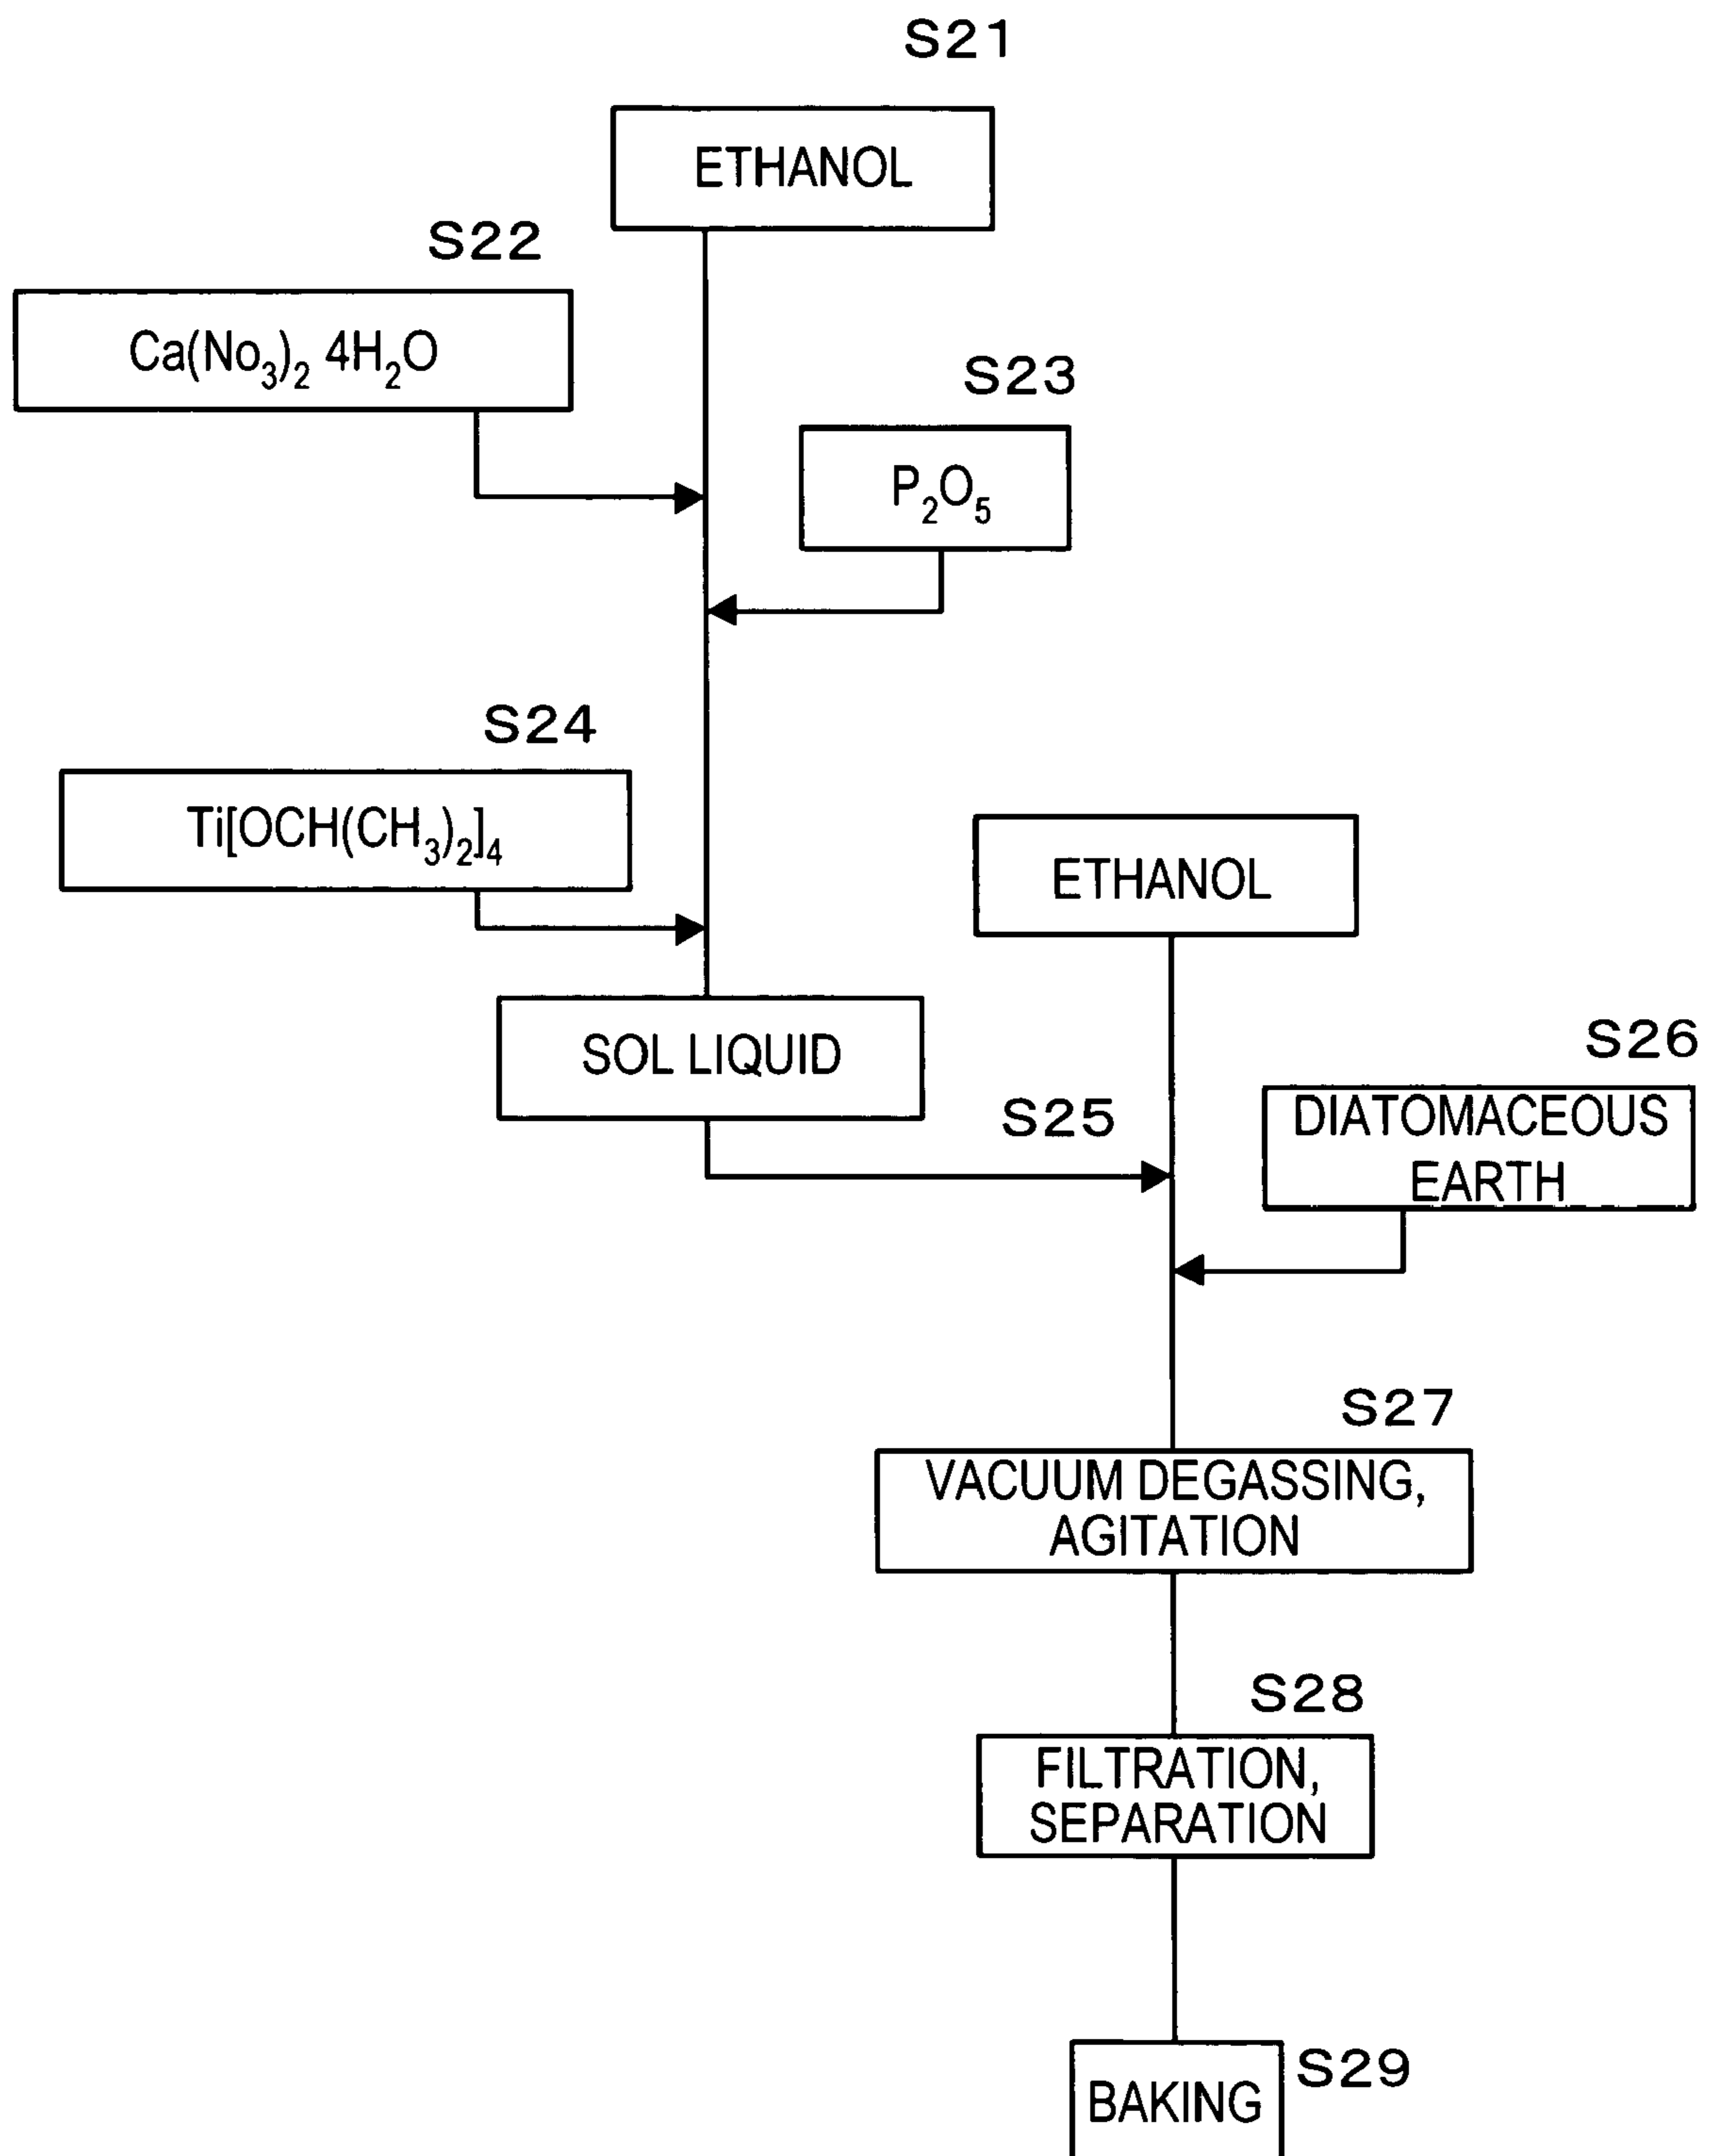 S21
ETHANOL
S22
Ca(No₃)₂ 4H₂O
S23
P₂O₅
S24
Ti[OCH(CH₃)₂]₄
ETHANOL
SOL LIQUID
S25
S26
DIATOMACEOUS
EARTH
S27
VACUUM DEGASSING,
AGITATION
S28
FILTRATION,
SEPARATION
S29
BAKING